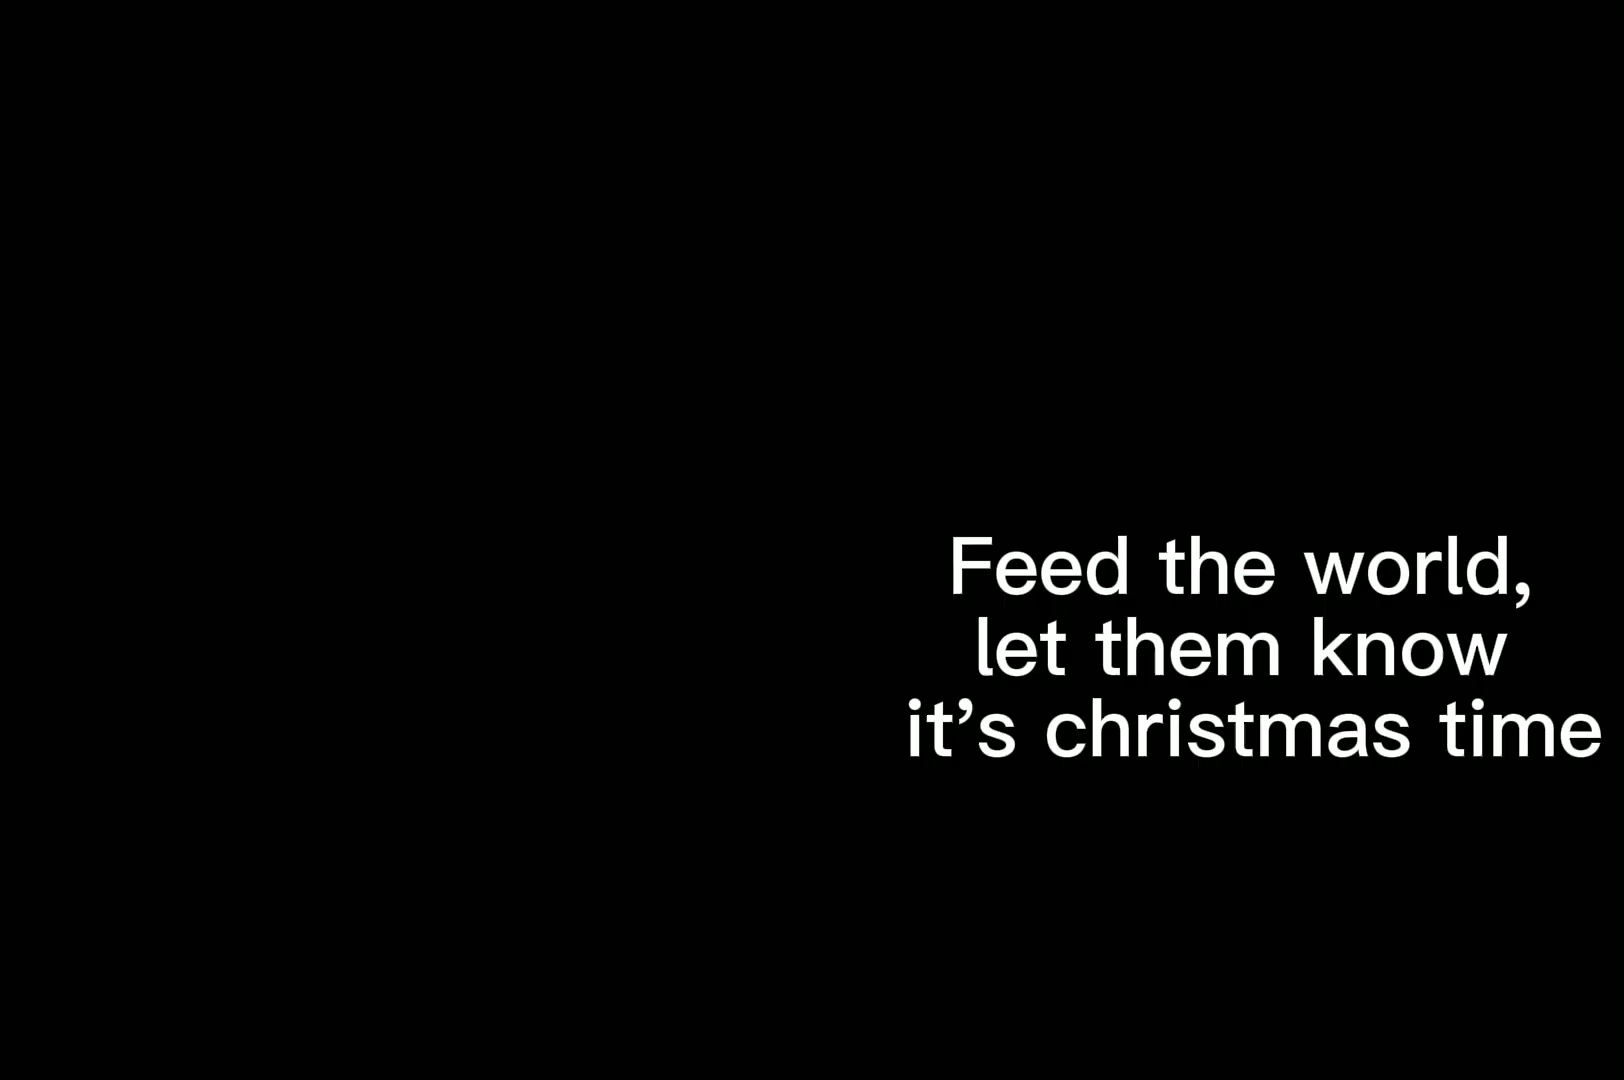 Feed the world,
let them know
it’s christmas time